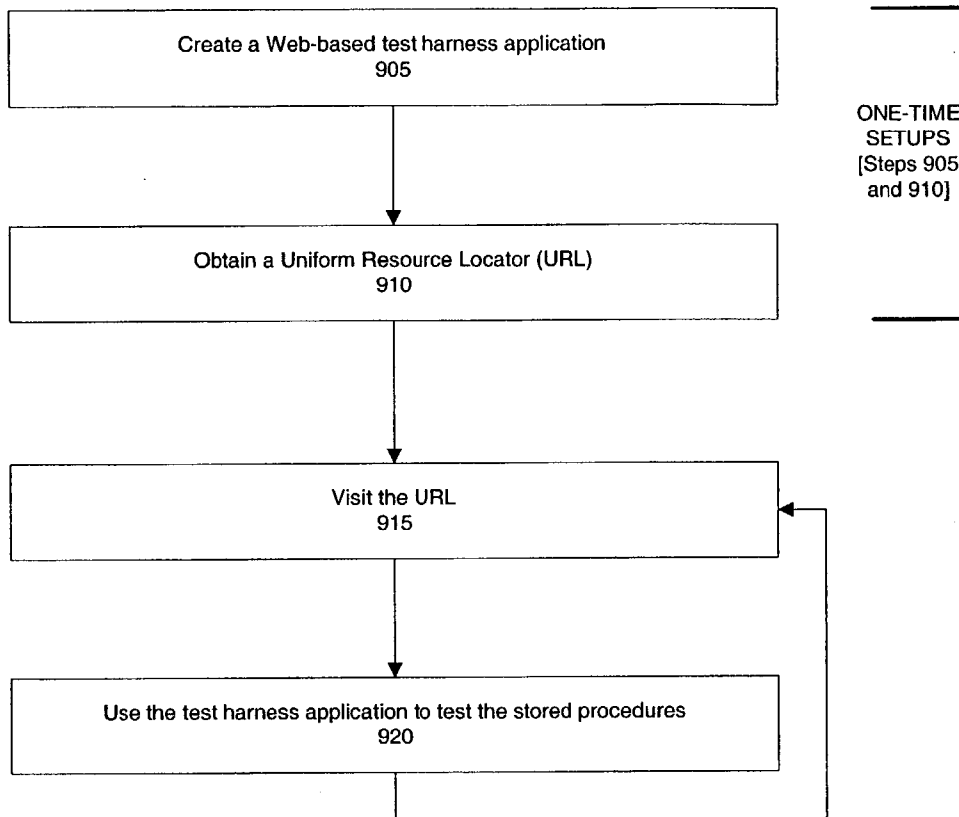 Create a Web-based test harness application
905
ONE-TIME
SETUPS
[Steps 905
and 910]
Obtain a Uniform Resource Locator (URL)
910
Visit the URL
915
Use the test harness application to test the stored procedures
920